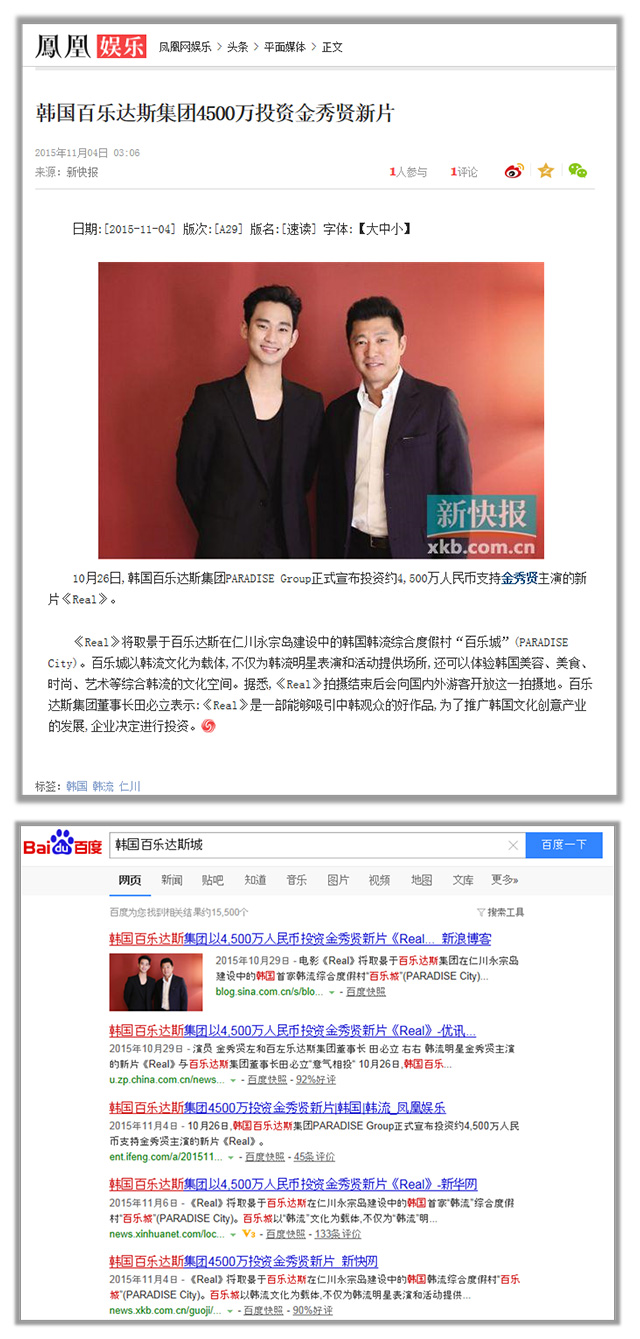 鳳凰 娱乐 凤凰网娱乐 > 头条 > 平面媒体 > 正文
韩国百乐达斯集团4500万投资金秀贤新片
2015年11月04日 03:06
来源：新快报
1人参与 1评论
日期:[2015-11-04] 版次:[A29] 版名:[速读] 字体:【大中小】
新快报
xkb.com.cn
10月26日,韩国百乐达斯集团PARADISE Group正式宣布投资约4,500万人民币支持金秀贤主演的新
片《Real》。
《Real》将取景于百乐达斯在仁川永宗岛建设中的韩国韩流综合度假村“百乐城”(PARADISE
City)。百乐城以韩流文化为载体,不仅为韩流明星表演和活动提供场所,还可以体验韩国美容、美食、
时尚、艺术等综合韩流的文化空间。据悉,《Real》拍摄结束后会向国内外游客开放这一拍摄地。百乐
达斯集团董事长田必立表示:《Real》是一部能够吸引中韩观众的好作品,为了推广韩国文化创意产业
的发展,企业决定进行投资。
标签: 韩国 韩流 仁川
Bai du 百度 韩国百乐达斯城 百度一下
网页 新闻 贴吧 知道 音乐 图片 视频 地图 文库 更多»
百度为您找到相关结果约15,500个 搜索工具
韩国百乐达斯集团以4,500万人民币投资金秀贤新片《Real... 新浪博客
2015年10月29日 - 电影《Real》将取景于百乐达斯集团在仁川永宗岛
建设中的韩国首家韩流综合度假村“百乐城”(PARADISE City)...
blog.sina.com.cn/s/blo... - 百度快照
韩国百乐达斯集团以4,500万人民币投资金秀贤新片《Real》-优讯...
2015年10月29日 - 演员 金秀贤左和百左乐达斯集团董事长 田必立 右右 韩流明星金秀贤主演
的新片《Real》与百乐达斯集团董事长田必立“意气相投” 10月26日,韩国百乐...
u.zp.china.com.cn/news... - 百度快照 - 92%好评
韩国百乐达斯集团4500万投资金秀贤新片|韩国|韩流_凤凰娱乐
2015年11月4日 - 10月26日,韩国百乐达斯集团PARADISE Group正式宣布投资约4,500万人
民币支持金秀贤主演的新片《Real》。
ent.ifeng.com/a/201511... - 百度快照 - 45条评价
韩国百乐达斯集团以4,500万人民币投资金秀贤新片《Real》-新华网
2015年11月6日 - 《Real》将取景于百乐达斯在仁川永宗岛建设中的韩国首家“韩流”综合度假
村“百乐城”(PARADISE City)。百乐城以“韩流”文化为载体,不仅为“韩流”明...
news.xinhuanet.com/loc... V3 - 百度快照 - 133条评价
韩国百乐达斯集团4500万投资金秀贤新片_新快网
2015年11月4日 - 《Real》将取景于百乐达斯在仁川永宗岛建设中的韩国韩流综合度假村“百乐
城”(PARADISE City)。百乐城以韩流文化为载体,不仅为韩流明星表演和活动提供...
news.xkb.com.cn/guoji/... - 百度快照 - 90%好评